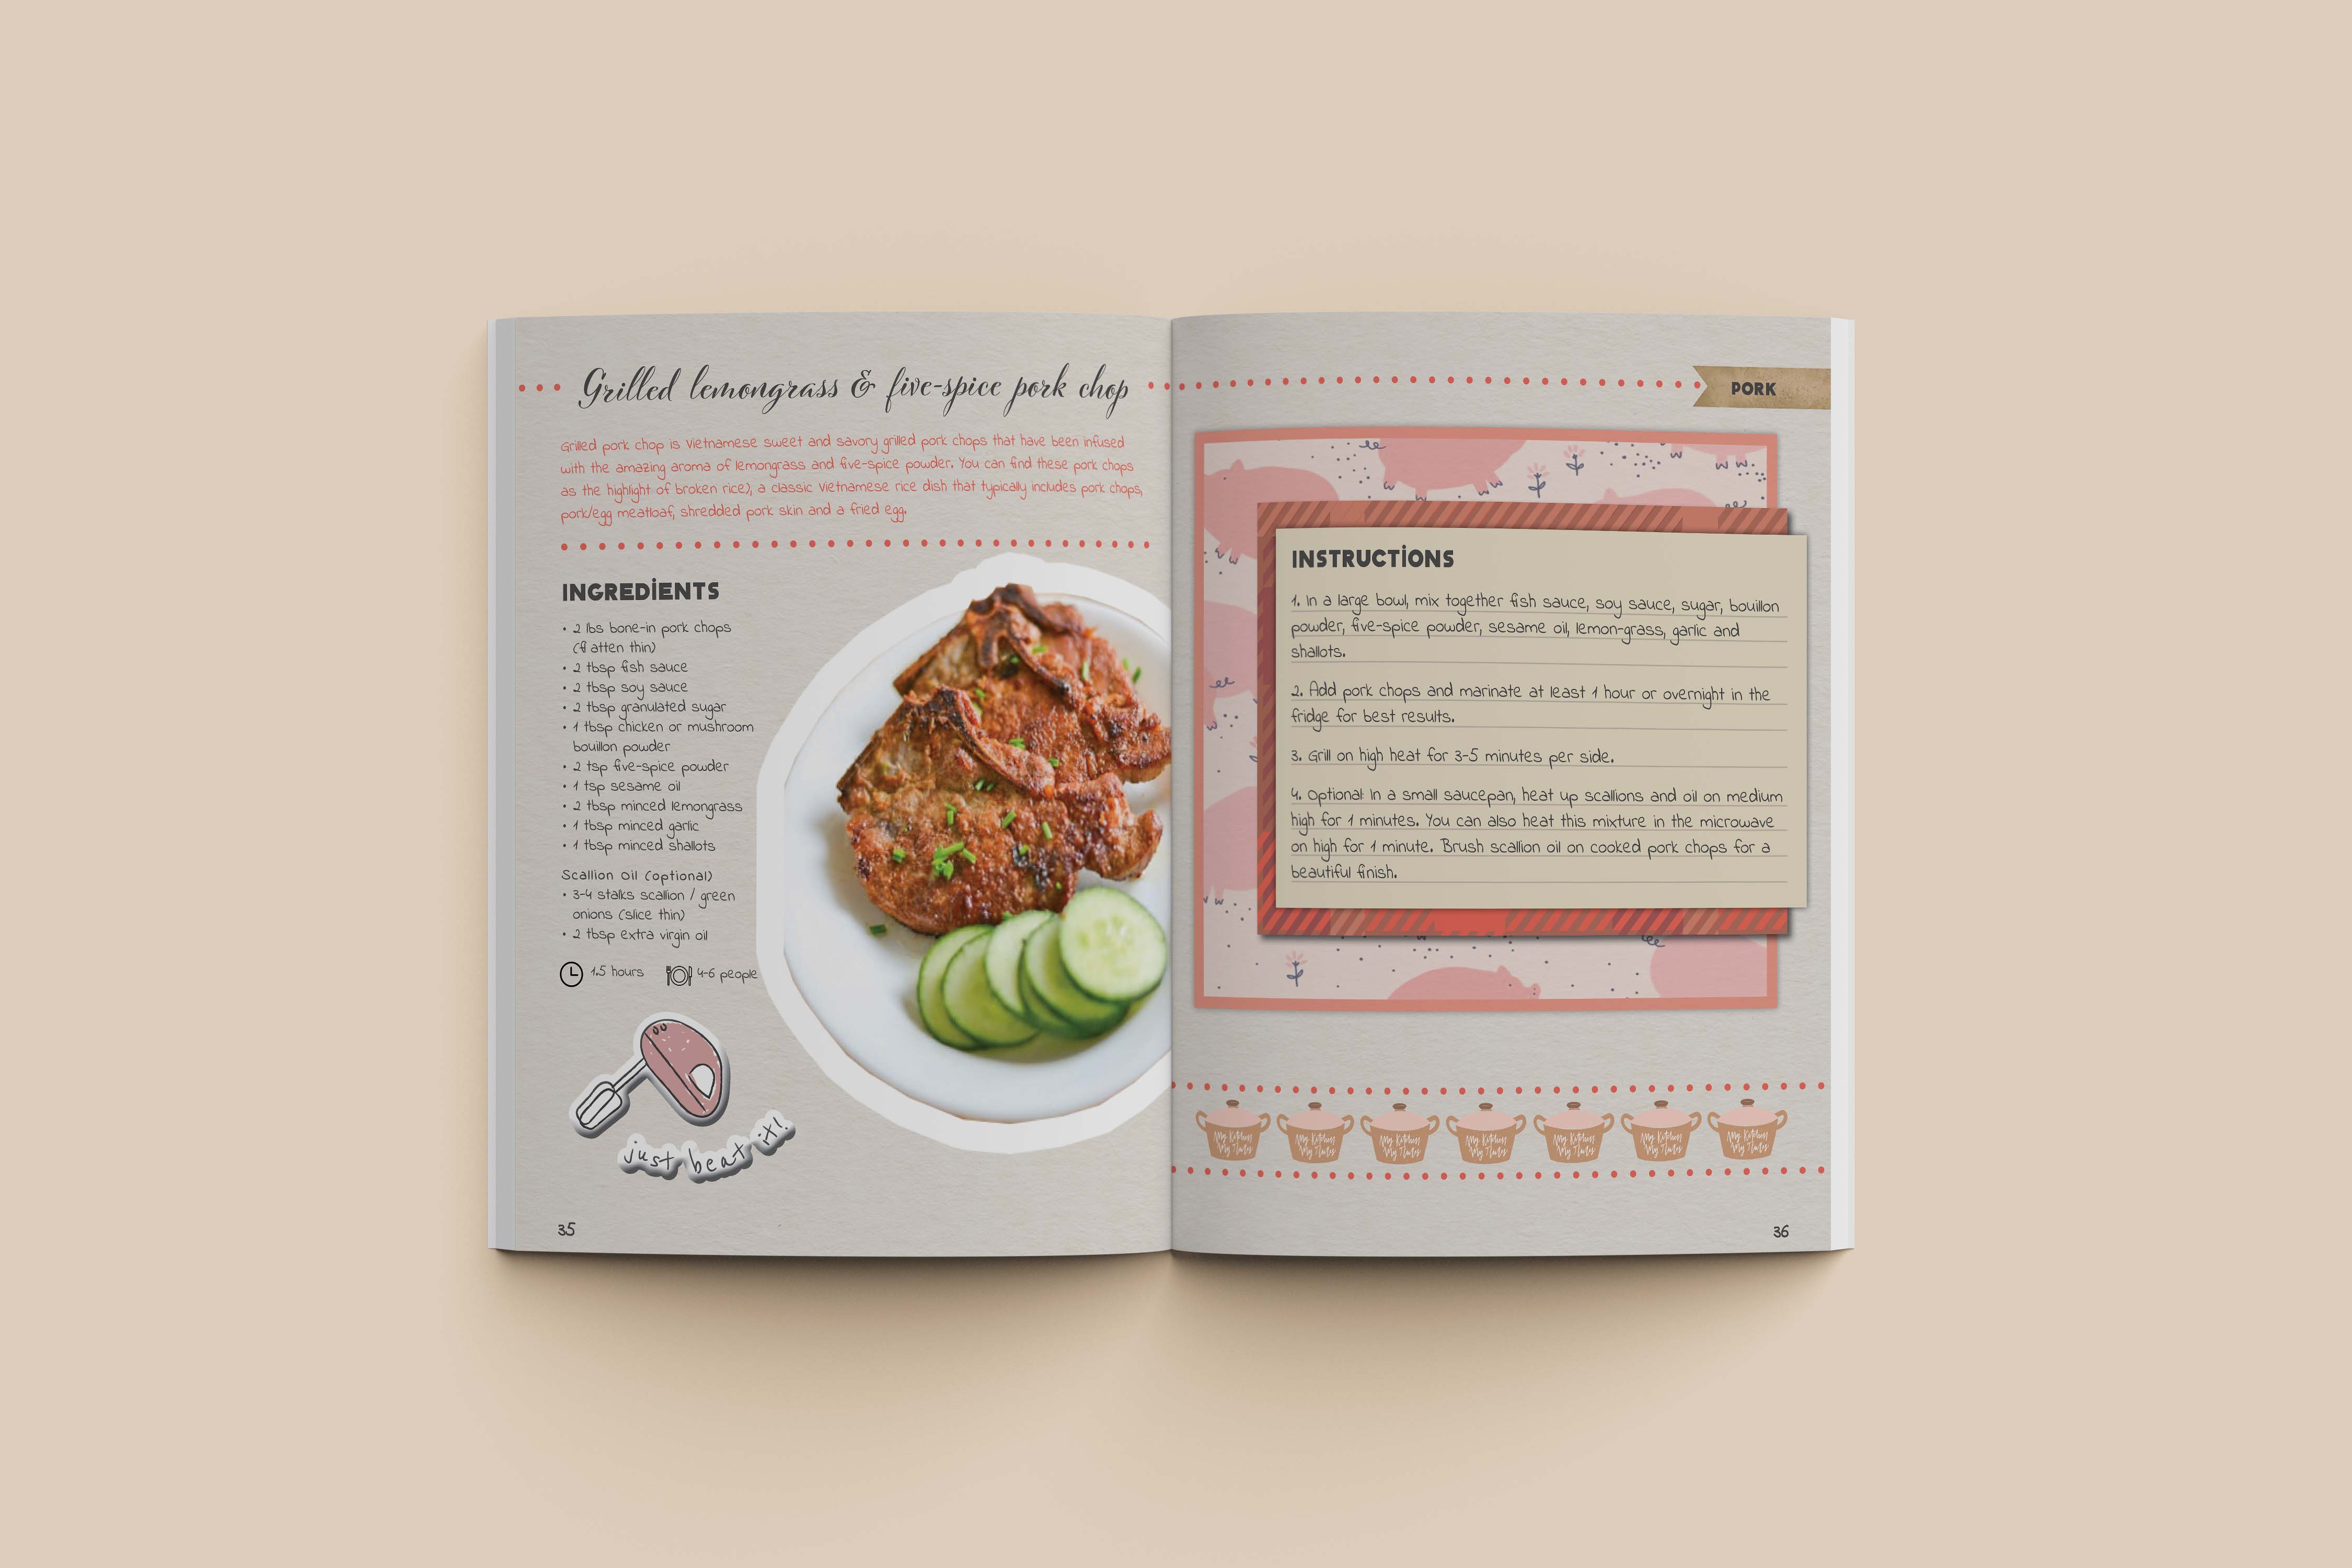 Grilled lemongrass & five-spice pork chop
Grilled pork chop is Vietnamese sweet and savory grilled pork chops that have been infused
with the amazing aroma of lemongrass and five-spice powder. You can find these pork chops
as the highlight of broken rice), a classic Vietnamese rice dish that typically includes pork chops,
pork/egg meatloaf, shredded pork skin and a fried egg.
INGREDIENTS
• 2 lbs bone-in pork chops
(fl atten thin)
• 2 tbsp fish sauce
• 2 tbsp soy sauce
• 2 tbsp granulated sugar
• 1 tbsp chicken or mushroom
bouillon powder
• 2 tsp five-spice powder
• 1 tsp sesame oil
• 2 tbsp minced lemongrass
• 1 tbsp minced garlic
• 1 tbsp minced shallots
Scallion Oil (optional)
• 3-4 stalks scallion / green
onions (slice thin)
• 2 tbsp extra virgin oil
1.5 hours 4-6 people
just beat it!
35
PORK
INSTRUCTIONS
1. In a large bowl, mix together fish sauce, soy sauce, sugar, bouillon
powder, five-spice powder, sesame oil, lemon-grass, garlic and
shallots.
2. Add pork chops and marinate at least 1 hour or overnight in the
fridge for best results.
3. Grill on high heat for 3-5 minutes per side.
4. Optional: In a small saucepan, heat up scallions and oil on medium
high for 1 minutes. You can also heat this mixture in the microwave
on high for 1 minute. Brush scallion oil on cooked pork chops for a
beautiful finish.
My Kitchen My Kitchen My Kitchen My Kitchen My Kitchen My Kitchen My Kitchen
My Rules My Rules My Rules My Rules My Rules My Rules My Rules
36